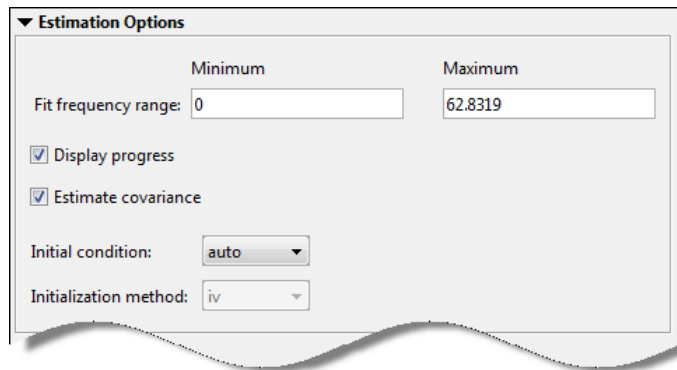 Estimation Options
Minimum Maximum
Fit frequency range: 0 62.8319
Display progress
Estimate covariance
Initial condition: auto
Initialization method: iv